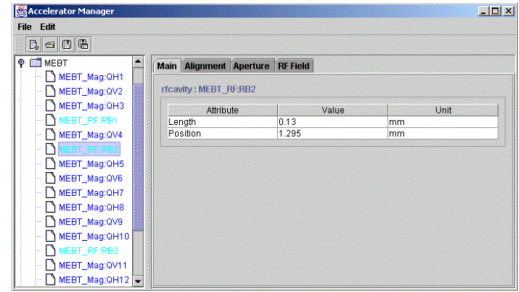 Accelerator Manager
File Edit
MEBT
MEBT_Mag:QH1
MEBT_Mag:QV2
MEBT_Mag:QH3
MEBT_RF:RB1
MEBT_Mag:QV4
MEBT_RF:RB2
MEBT_Mag:QH5
MEBT_Mag:QV6
MEBT_Mag:QH7
MEBT_Mag:QH8
MEBT_Mag:QV9
MEBT_Mag:QH10
MEBT_RF:RB3
MEBT_Mag:QV11
MEBT_Mag:QH12
Main Alignment Aperture RF Field
rfcavity : MEBT_RF:RB2
Attribute Value Unit
Length 0.13 mm
Position 1.295 mm